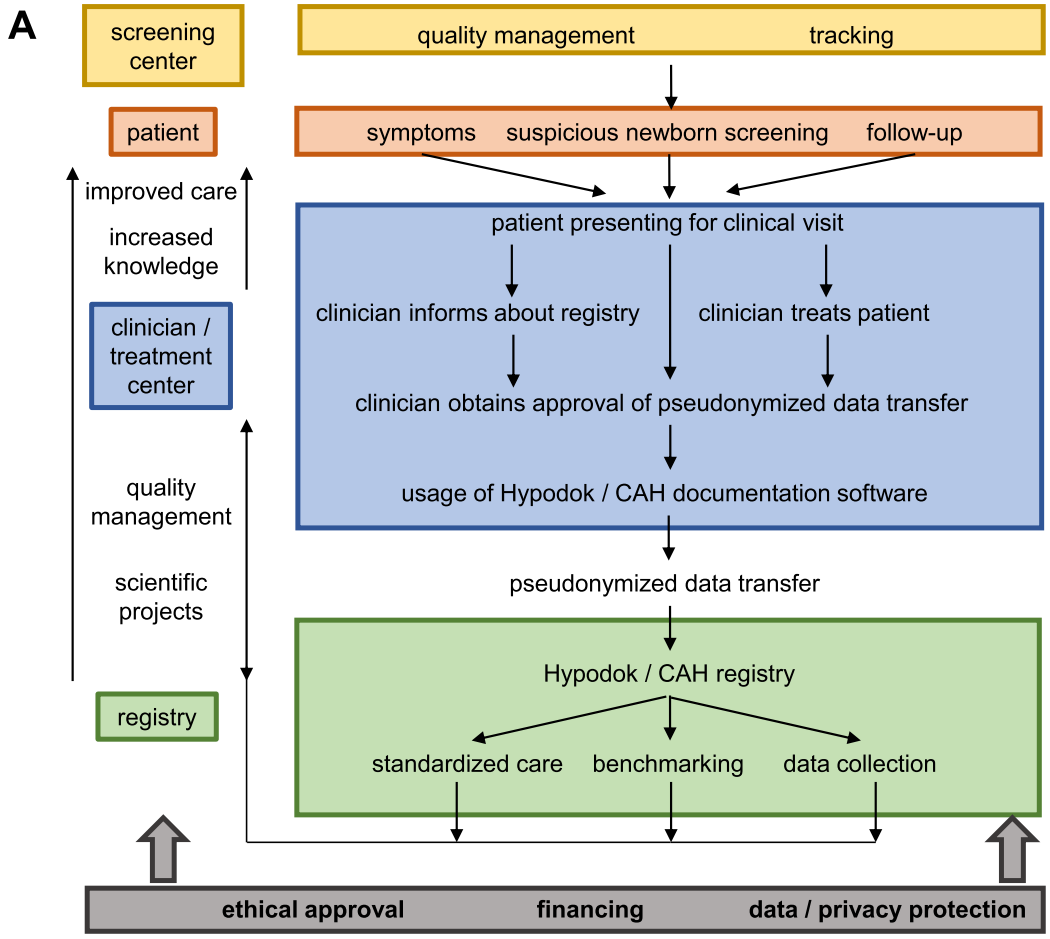 A
screening
center
quality management
tracking
patient
symptoms
suspicious newborn screening
follow-up
improved care
increased
knowledge
clinician /
treatment
center
quality
management
scientific
projects
registry
patient presenting for clinical visit
clinician informs about registry
clinician treats patient
clinician obtains approval of pseudonymized data transfer
usage of Hypodok / CAH documentation software
pseudonymized data transfer
Hypodok / CAH registry
standardized care
benchmarking
data collection
ethical approval
financing
data / privacy protection